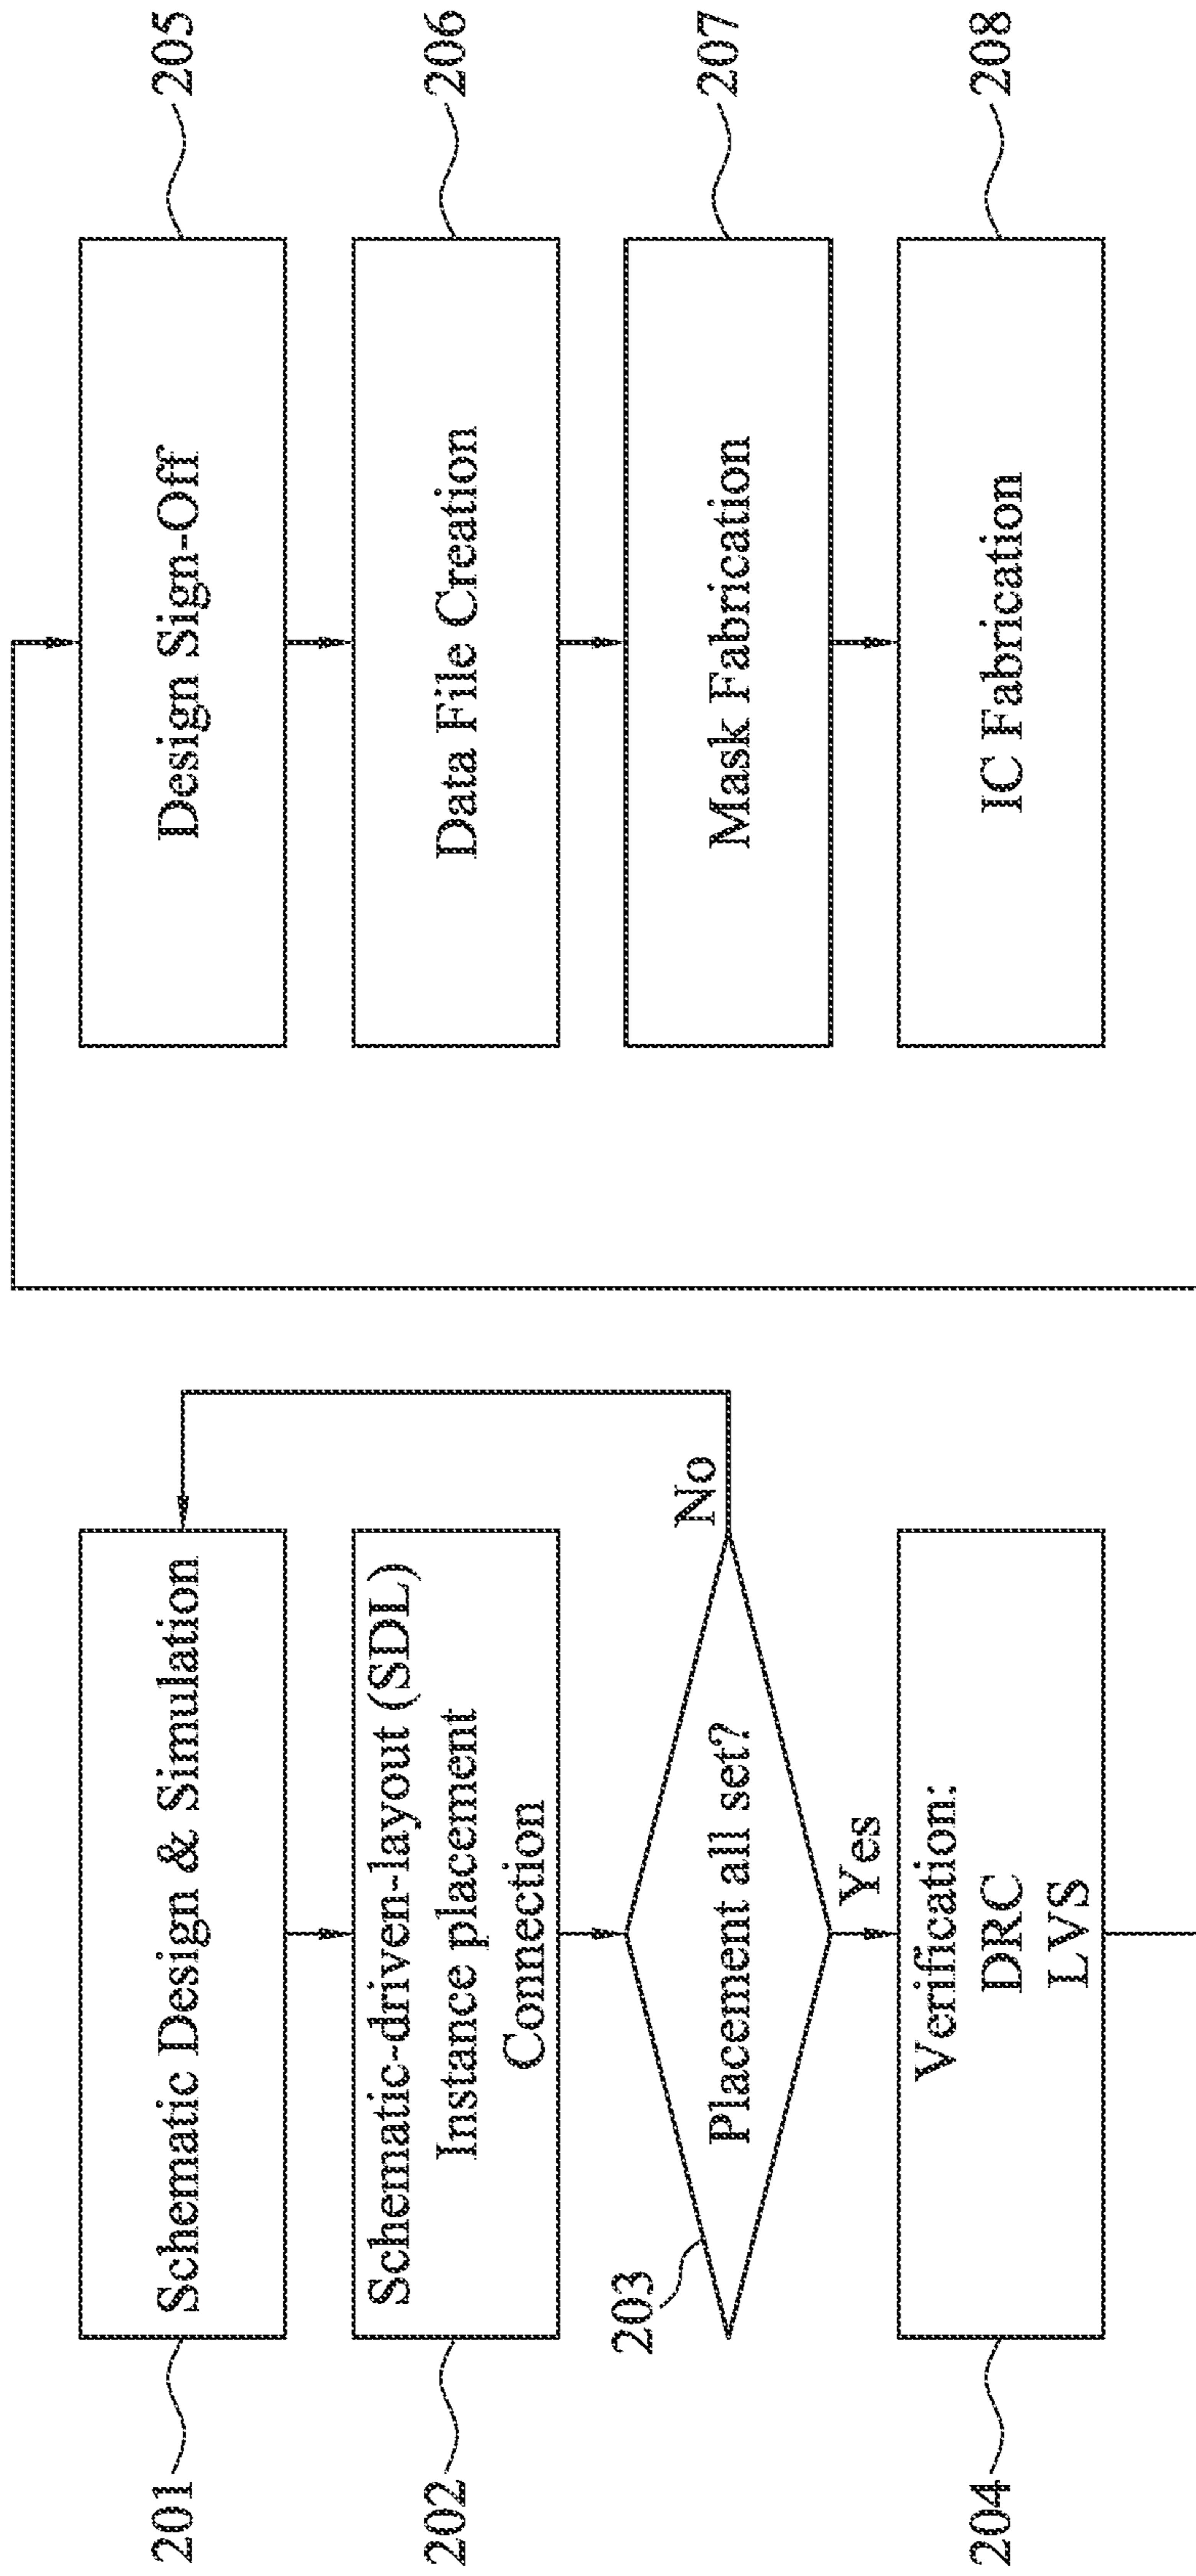 201
Schematic Design & Simulation
202
Schematic-driven-layout (SDL)
Instance placement
Connection
203
Placement all set?
No
Yes
204
Verification:
DRC
LVS
Design Sign-Off
205
Data File Creation
206
Mask Fabrication
207
IC Fabrication
208